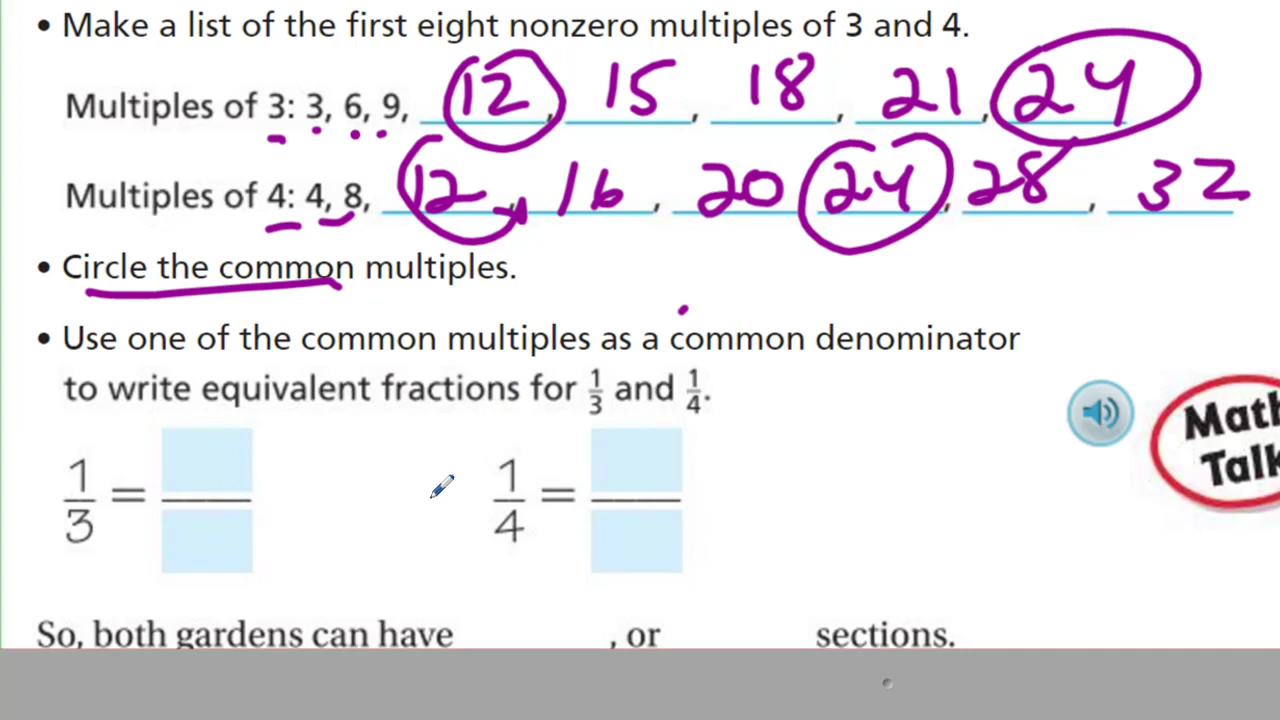 • Make a list of the first eight nonzero multiples of 3 and 4.
Multiples of 3: 3, 6, 9, 12, 15, 18, 21, 24
Multiples of 4: 4, 8, 12, 16, 20 24, 28, 32
• Circle the common multiples.
• Use one of the common multiples as a common denominator
to write equivalent fractions for 1/3 and 1/4.
Math
Talk
1/3 = 1/4 =
So, both gardens can have , or sections.